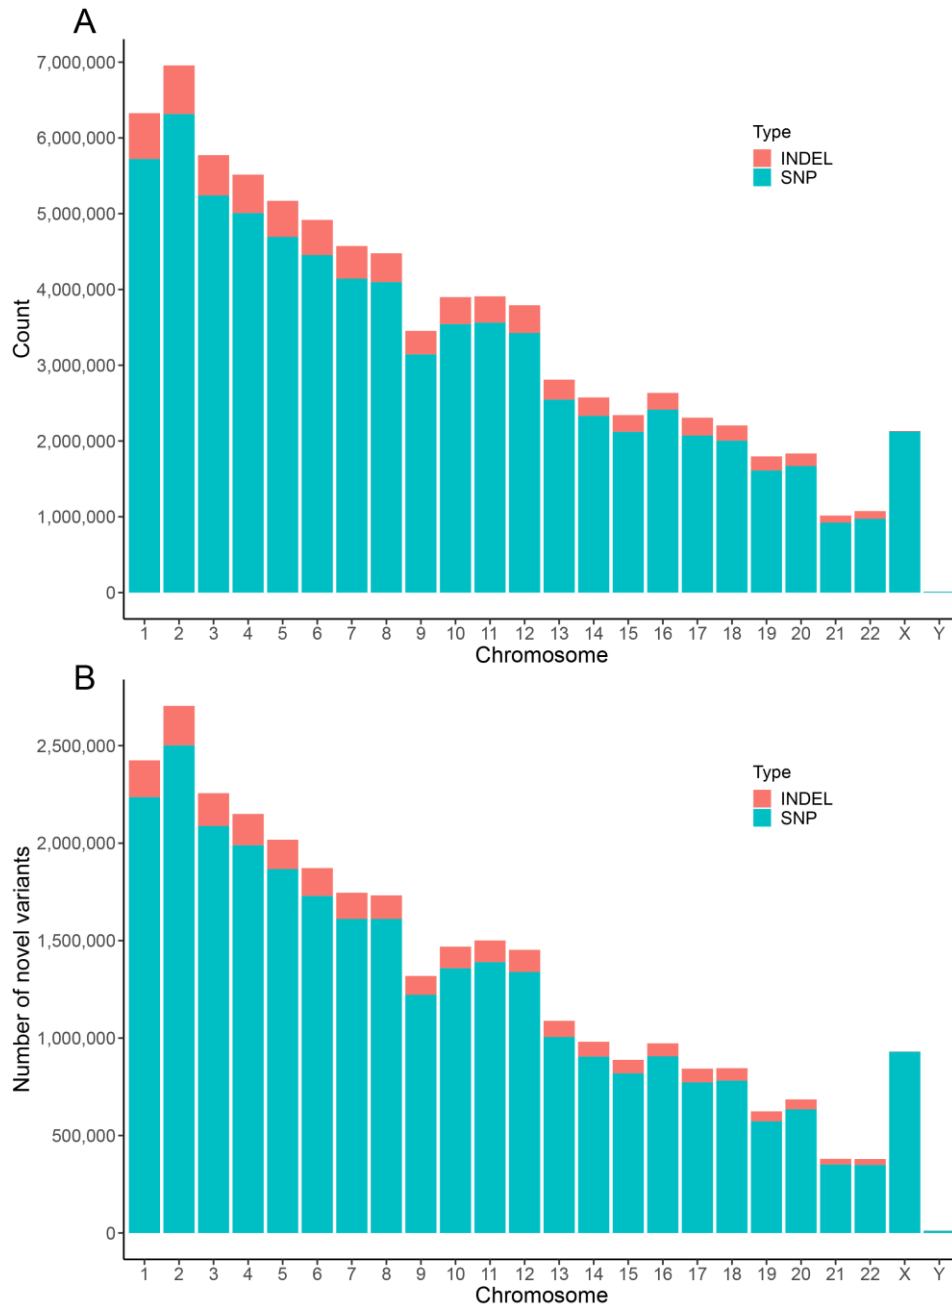 A
7,000,000
6,000,000
5,000,000
4,000,000
3,000,000
2,000,000
1,000,000
0
Count
Type
INDEL
SNP
1 2 3 4 5 6 7 8 9 10 11 12 13 14 15 16 17 18 19 20 21 22 X Y
Chromosome
B
2,500,000
2,000,000
1,500,000
1,000,000
500,000
0
Number of novel variants
Type
INDEL
SNP
1 2 3 4 5 6 7 8 9 10 11 12 13 14 15 16 17 18 19 20 21 22 X Y
Chromosome